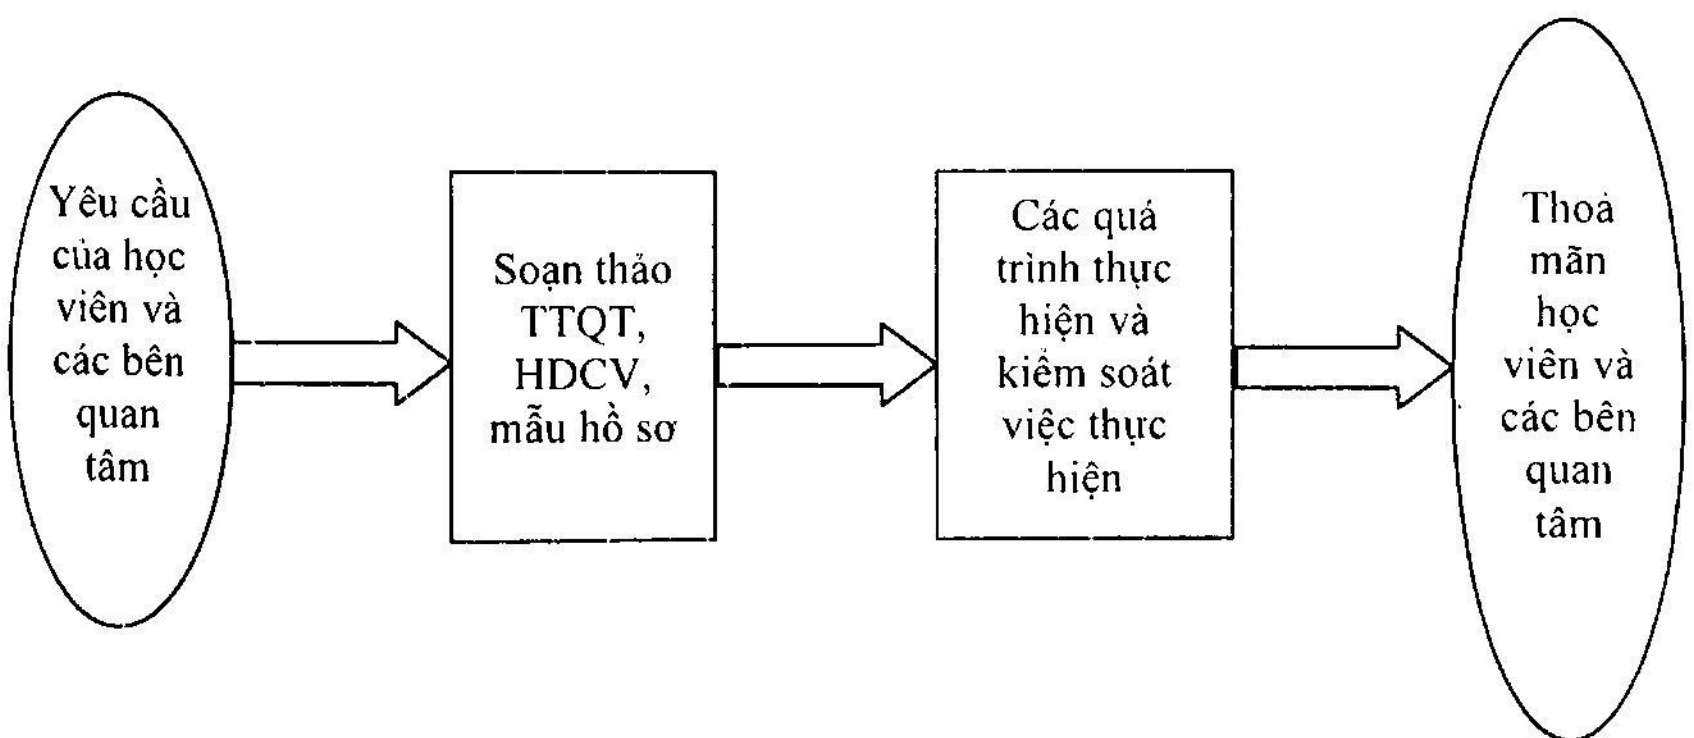 Yêu cầu
của học
viên và
các bên
quan
tâm
Soạn thảo
TTQT,
HDCV,
mẫu hồ sơ
Các quá
trình thực
hiện và
kiểm soát
việc thực
hiện
Thoả
mãn
học
viên và
các bên
quan
tâm